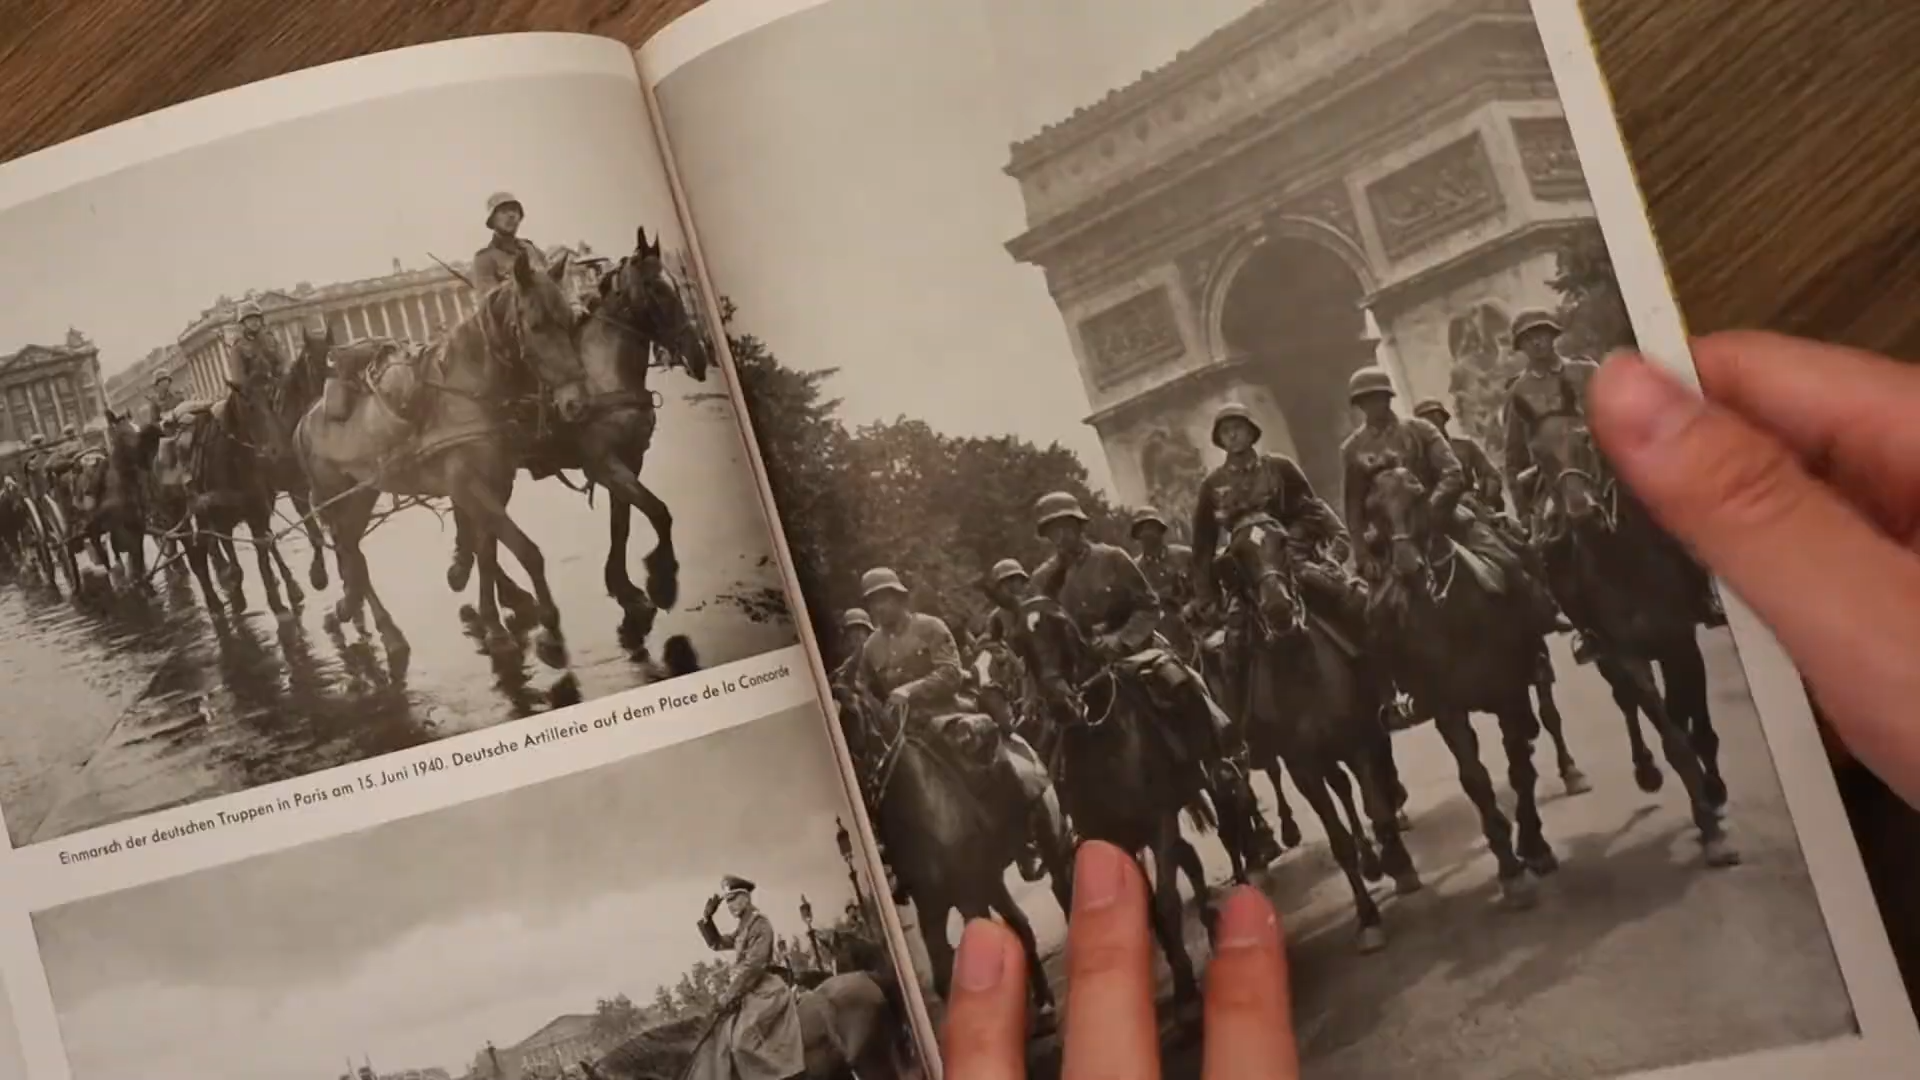 Einmarsch der deutschen Truppen in Paris am 15. Juni 1940. Deutsche Artillerie auf dem Place de la Concorde